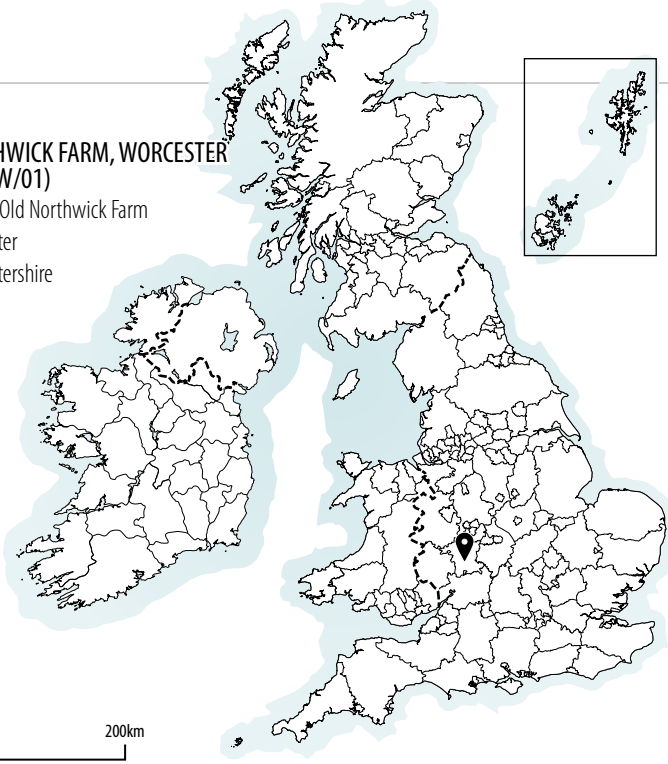 HWICK FARM, WORCESTER
W/01)
Old Northwick Farm
ter
tershire
200km